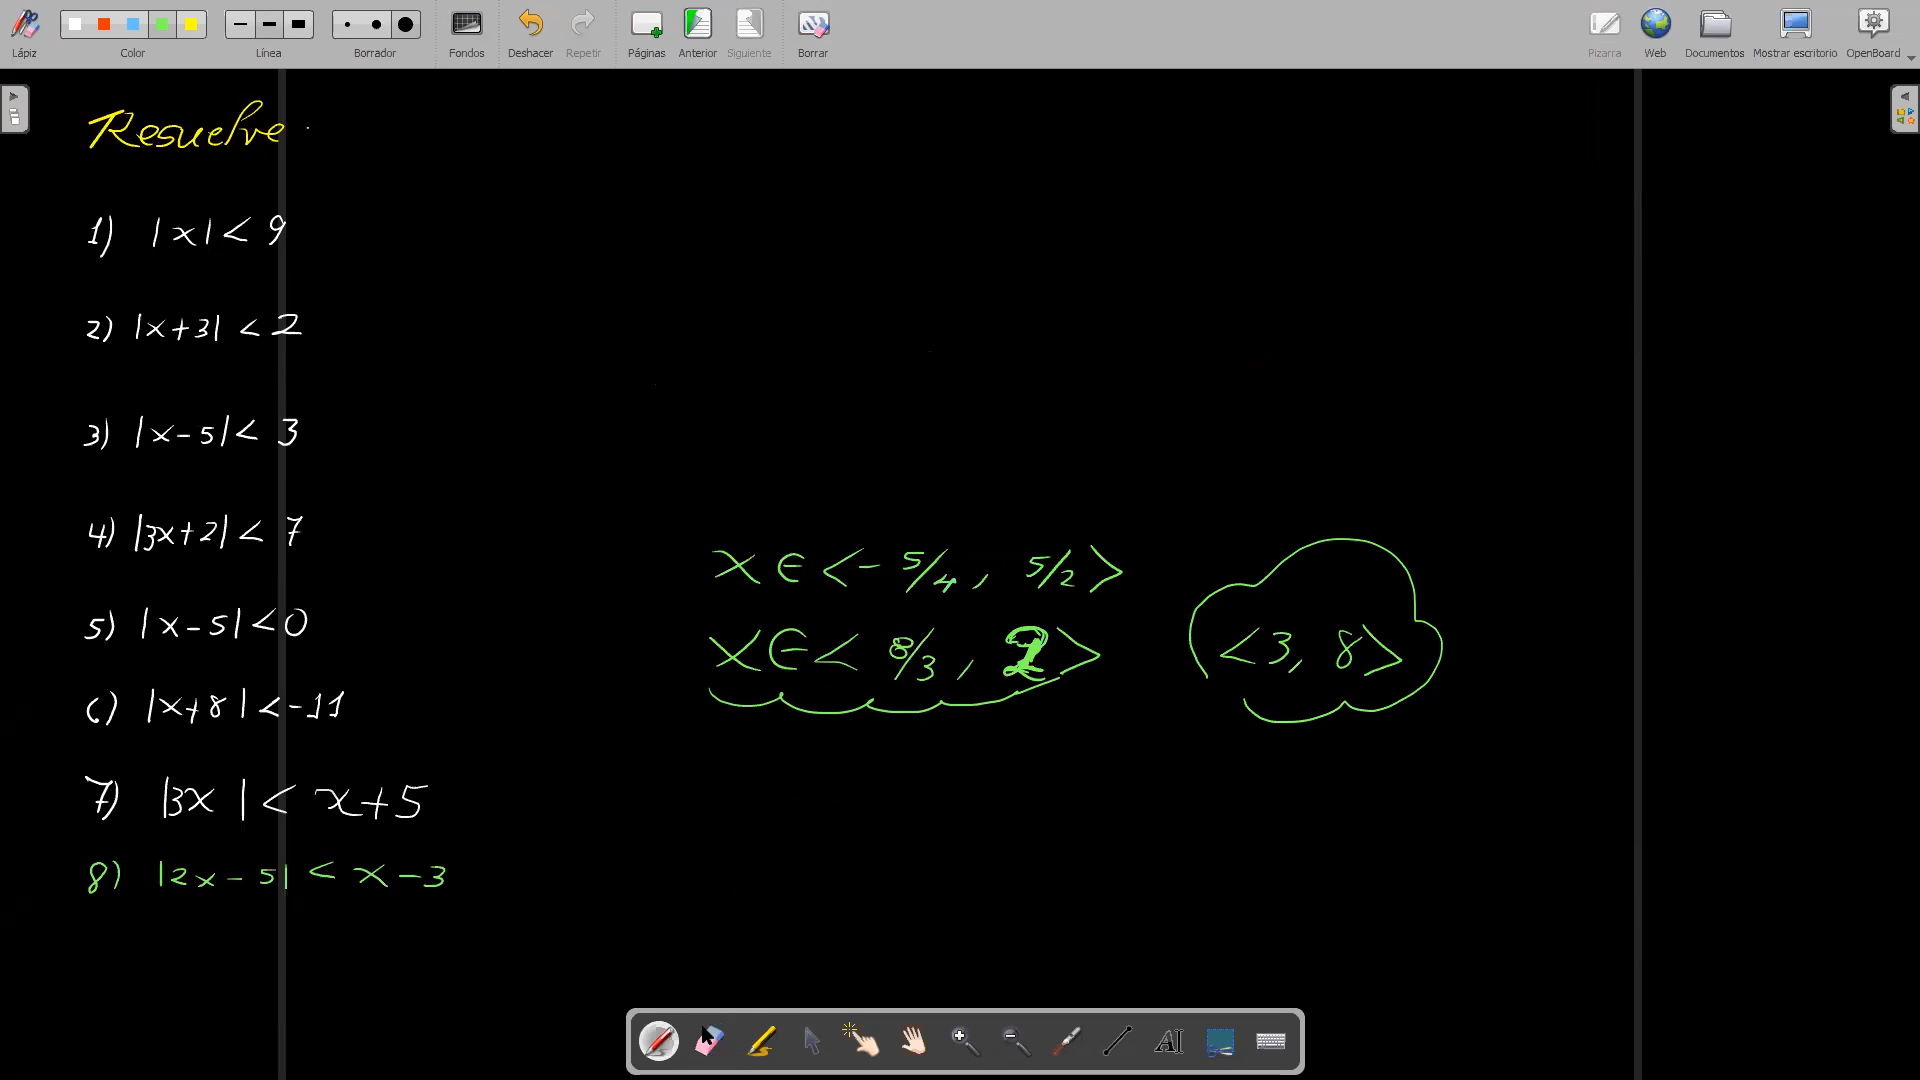 Lápiz
Color
Línea
Borrador
Fondos
Deshacer
Repetir
Páginas
Anterior
Siguiente
Borrar
Pizarra
Web
Documentos
Mostrar escritorio
OpenBoard
Resuelve
1) |x| < 9
2) |x+3| < 2
3) |x-5| < 3
4) |3x+2| < 7
5) |x-5| < 0
6) |x+8| < -11
7) |3x| < x+5
8) |2x-5| < x-3
x ∈ < -5/4, 5/2 >
x ∈ < 8/3, 2 >
<3, 8>
AI